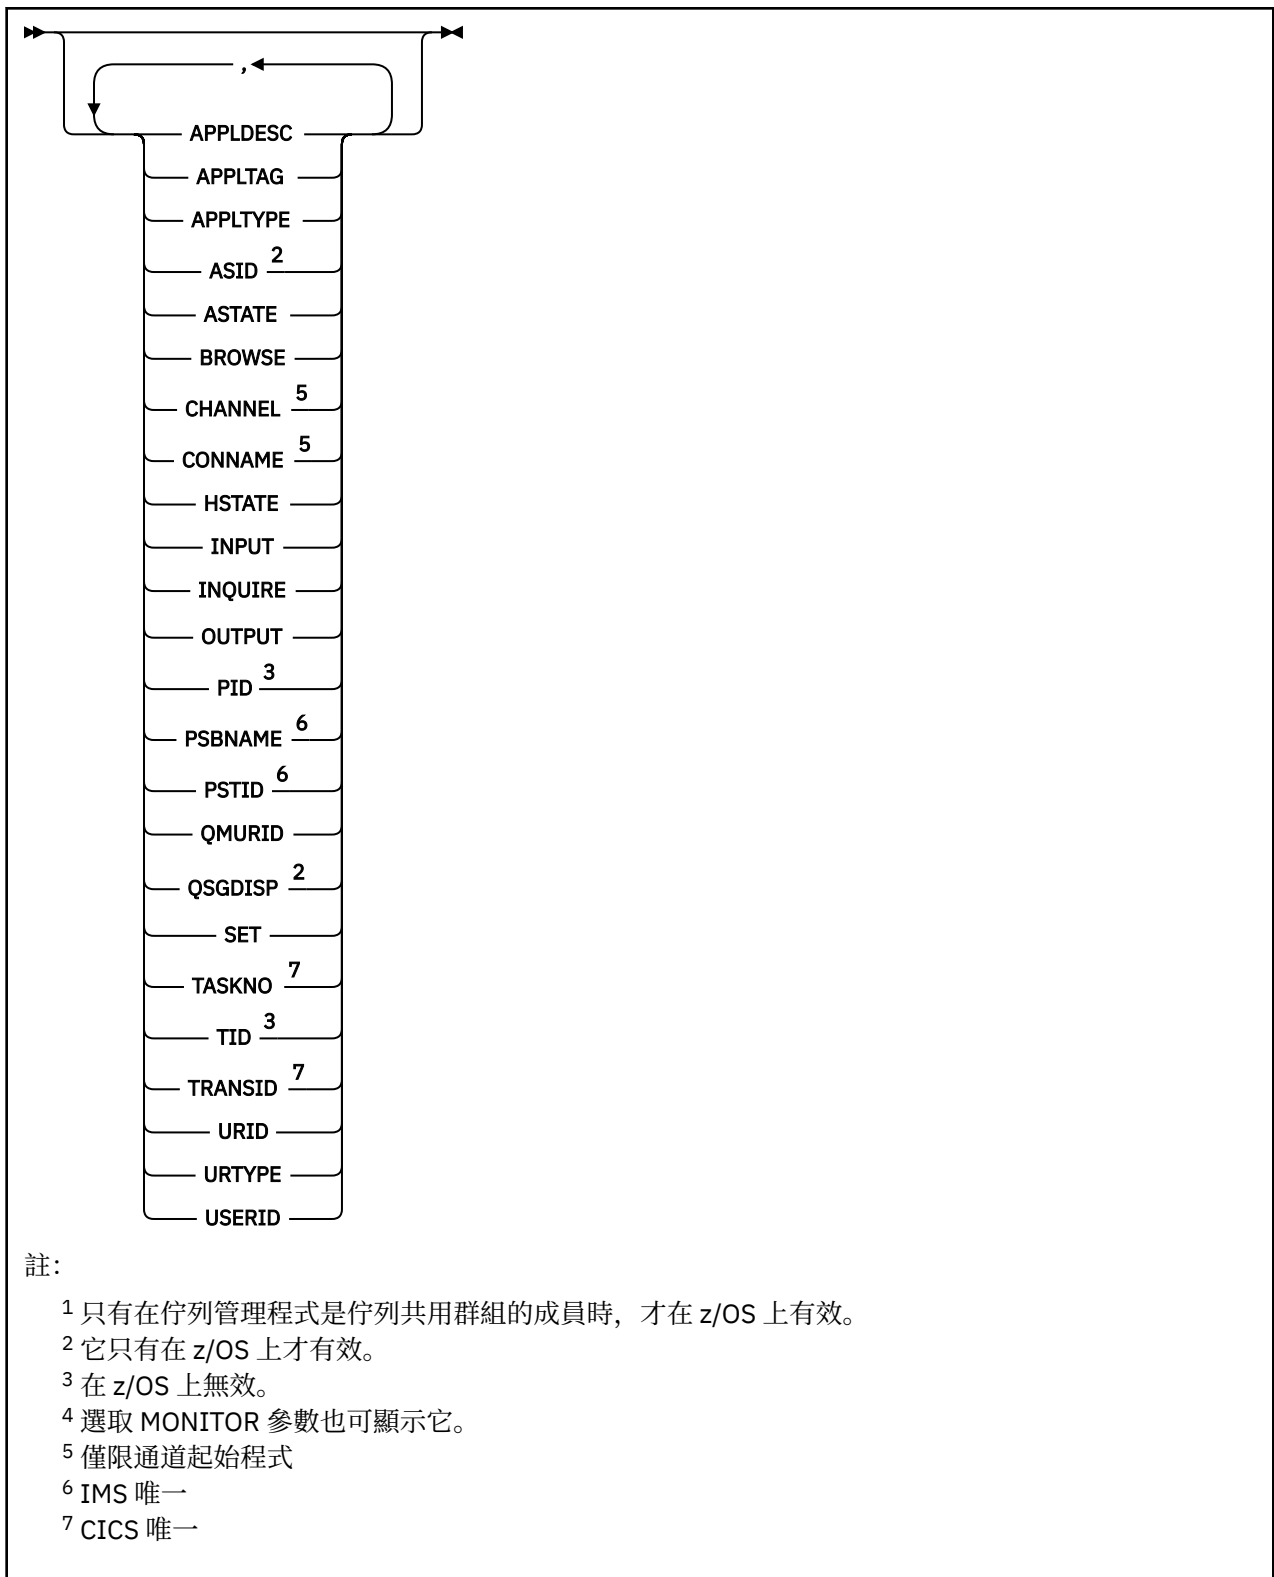 ,
APPLDESC
APPLTAG
APPLTYPE
ASID 2
ASTATE
BROWSE
CHANNEL 5
CONNAME 5
HSTATE
INPUT
INQUIRE
OUTPUT
PID 3
PSBNAME 6
PSTID 6
QMURID
QSGDISP 2
SET
TASKNO 7
TID 3
TRANSID 7
URID
URTYPE
USERID
註：
1 只有在佇列管理程式是佇列共用群組的成員時，才在 z/OS 上有效。
2 它只有在 z/OS 上才有效。
3 在 z/OS 上無效。
4 選取 MONITOR 參數也可顯示它。
5 僅限通道起始程式
6 IMS 唯一
7 CICS 唯一